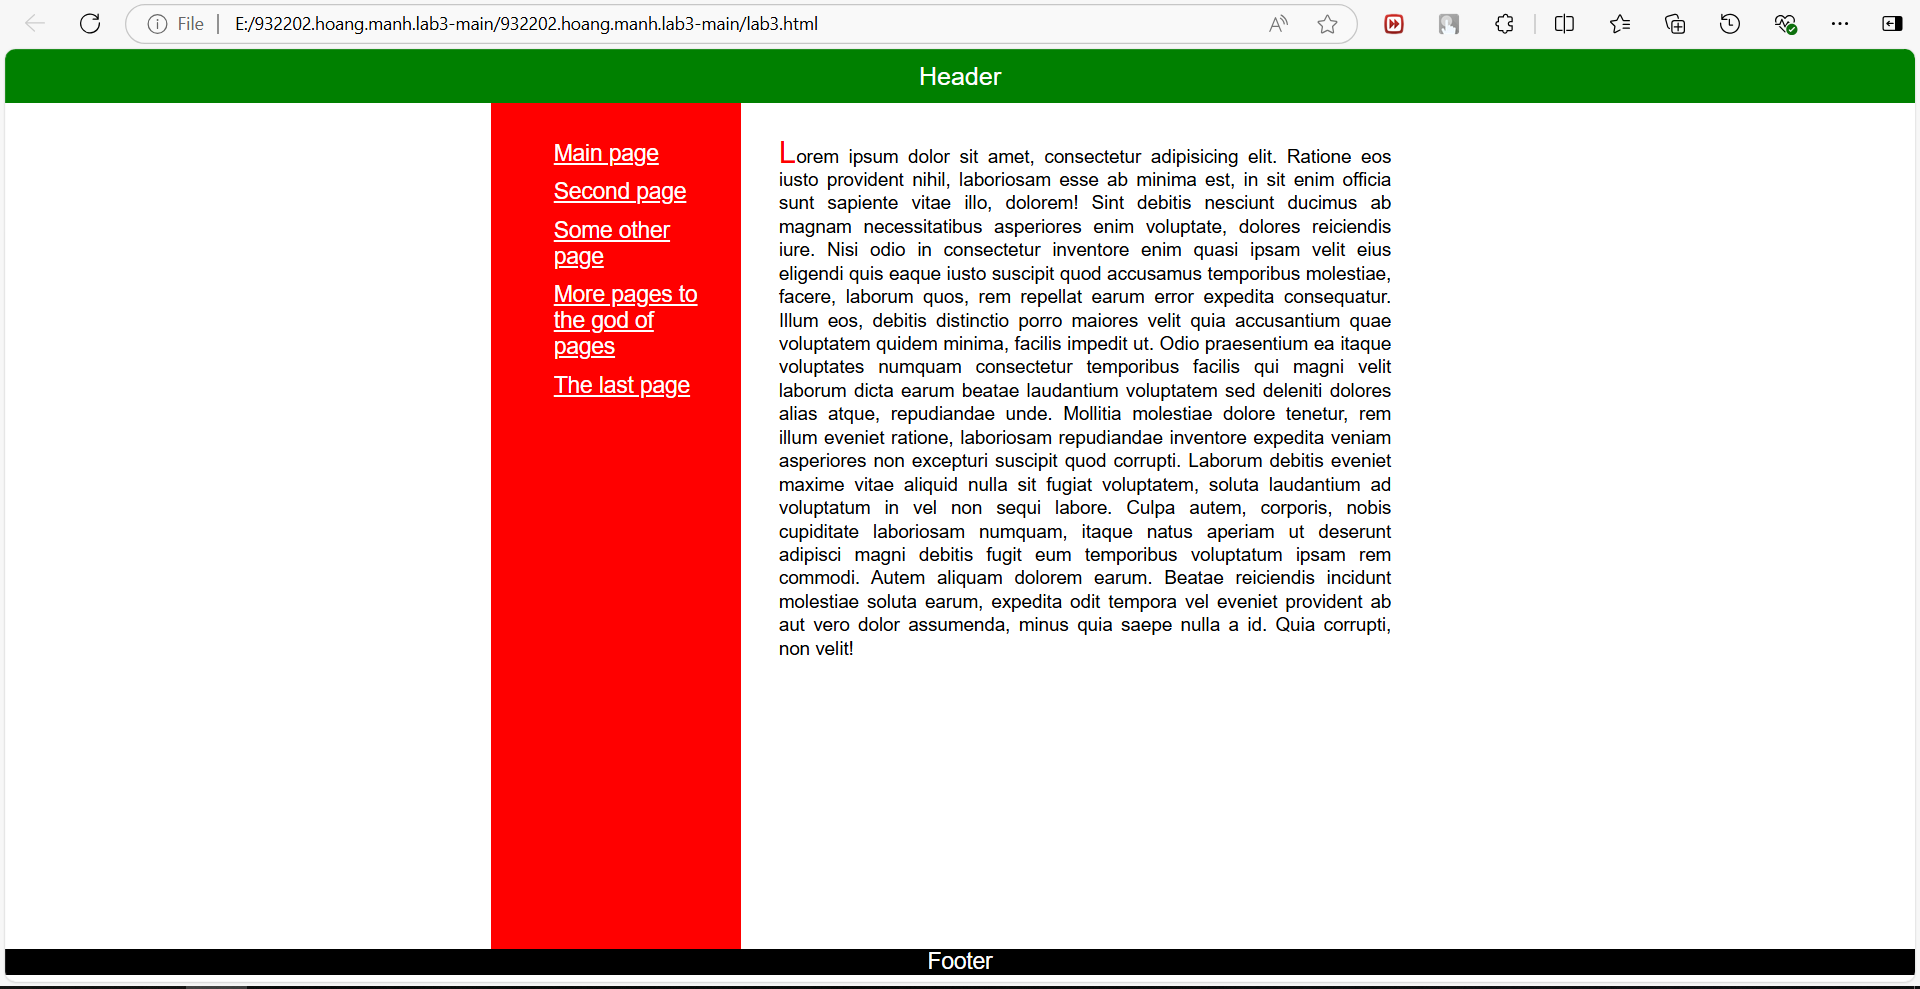 File
E:/932202.hoang.manh.lab3-main/932202.hoang.manh.lab3-main/lab3.html
Header
Main page
Second page
Some other
page
More pages to
the god of
pages
The last page
Lorem ipsum dolor sit amet, consectetur adipisicing elit. Ratione eos
iusto provident nihil, laboriosam esse ab minima est, in sit enim officia
sunt sapiente vitae illo, dolorem! Sint debitis nesciunt ducimus ab
magnam necessitatibus asperiores enim voluptate, dolores reiciendis
iure. Nisi odio in consectetur inventore enim quasi ipsam velit eius
eligendi quis eaque iusto suscipit quod accusamus temporibus molestiae,
facere, laborum quos, rem repellat earum error expedita consequatur.
Illum eos, debitis distinctio porro maiores velit quia accusantium quae
voluptatem quidem minima, facilis impedit ut. Odio praesentium ea itaque
voluptates numquam consectetur temporibus facilis qui magni velit
laborum dicta earum beatae laudantium voluptatem sed deleniti dolores
alias atque, repudiandae unde. Mollitia molestiae dolore tenetur, rem
illum eveniet ratione, laboriosam repudiandae inventore expedita veniam
asperiores non excepturi suscipit quod corrupti. Laborum debitis eveniet
maxime vitae aliquid nulla sit fugiat voluptatem, soluta laudantium ad
voluptatum in vel non sequi labore. Culpa autem, corporis, nobis
cupiditate laboriosam numquam, itaque natus aperiam ut deserunt
adipisci magni debitis fugit eum temporibus voluptatum ipsam rem
commodi. Autem aliquam dolorem earum. Beatae reiciendis incidunt
molestiae soluta earum, expedita odit tempora vel eveniet provident ab
aut vero dolor assumenda, minus quia saepe nulla a id. Quia corrupti,
non velit!
Footer